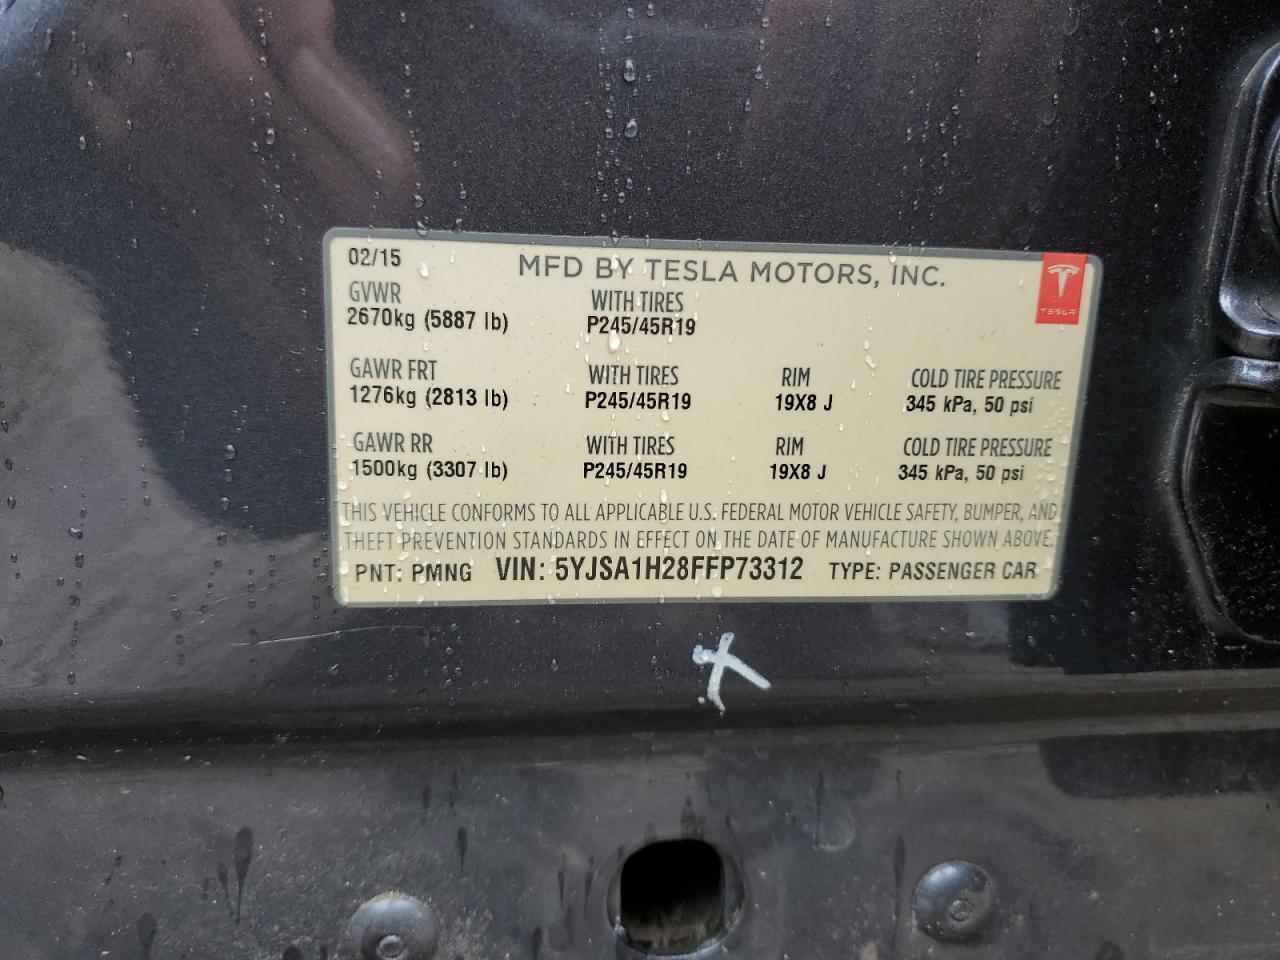 02/15 MFD BY TESLA MOTORS, INC.
TESLA
GVWR WITH TIRES
2670kg (5887 lb) P245/45R19
GAWR FRT WITH TIRES RIM COLD TIRE PRESSURE
1276kg (2813 lb) P245/45R19 19X8 J 345 kPa, 50 psi
GAWR RR WITH TIRES RIM COLD TIRE PRESSURE
1500kg (3307 lb) P245/45R19 19X8 J 345 kPa, 50 psi
THIS VEHICLE CONFORMS TO ALL APPLICABLE U.S. FEDERAL MOTOR VEHICLE SAFETY, BUMPER, AND
THEFT PREVENTION STANDARDS IN EFFECT ON THE DATE OF MANUFACTURE SHOWN ABOVE.
PNT: PMNG VIN: 5YJSA1H28FFP73312 TYPE: PASSENGER CAR